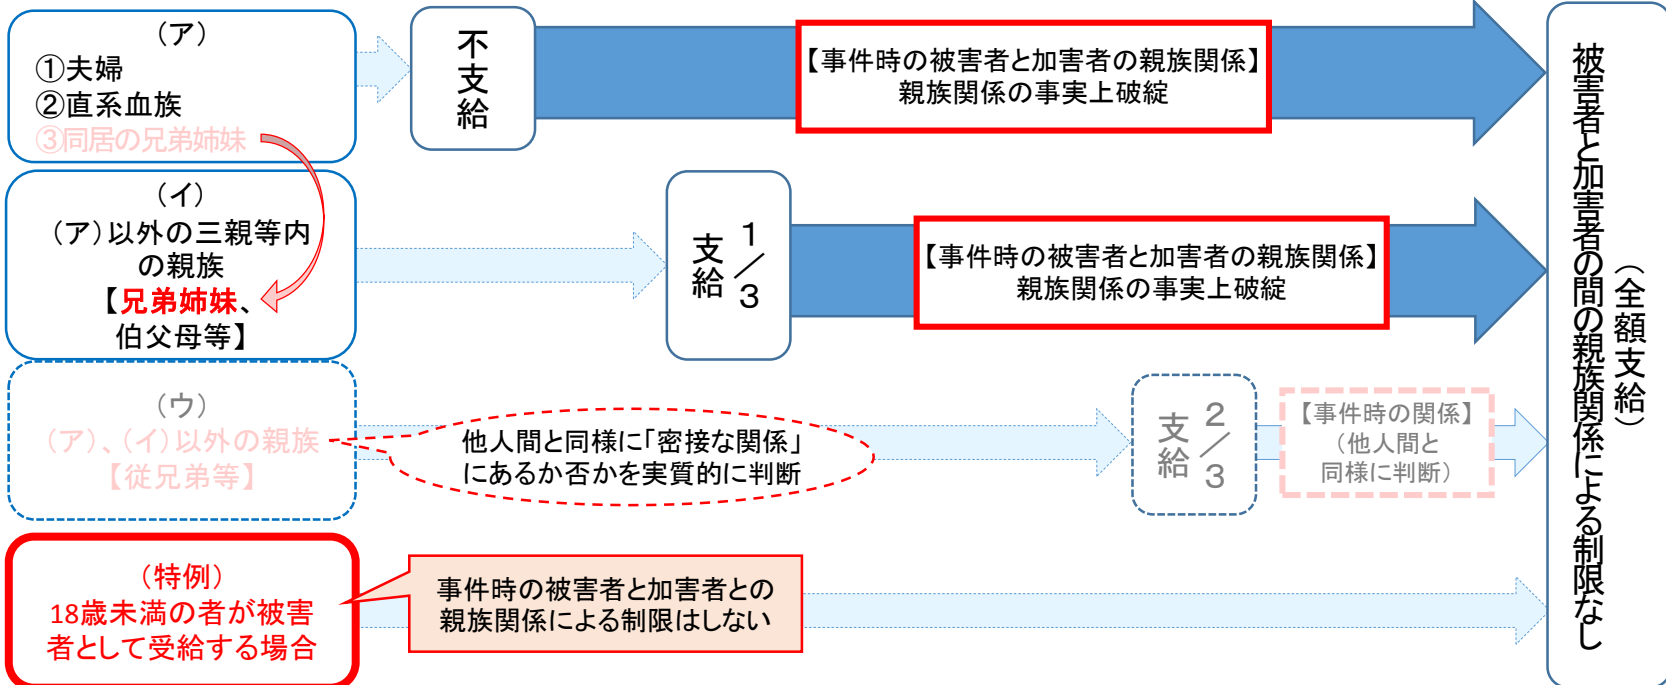 （ア）
①夫婦
②直系血族
③同居の兄弟姉妹
不支給
【事件時の被害者と加害者の親族関係】
親族関係の事実上破綻
（イ）
（ア）以外の三親等内
の親族
【兄弟姉妹、
伯父母等】
１／３
支給
【事件時の被害者と加害者の親族関係】
親族関係の事実上破綻
（ウ）
（ア）、（イ）以外の親族
【従兄弟等】
他人間と同様に「密接な関係」
にあるか否かを実質的に判断
２／３
支給
【事件時の関係】
（他人間と
同様に判断）
（特例）
18歳未満の者が被害
者として受給する場合
事件時の被害者と加害者との
親族関係による制限はしない
（全額支給）
被害者と加害者の間の親族関係による制限なし